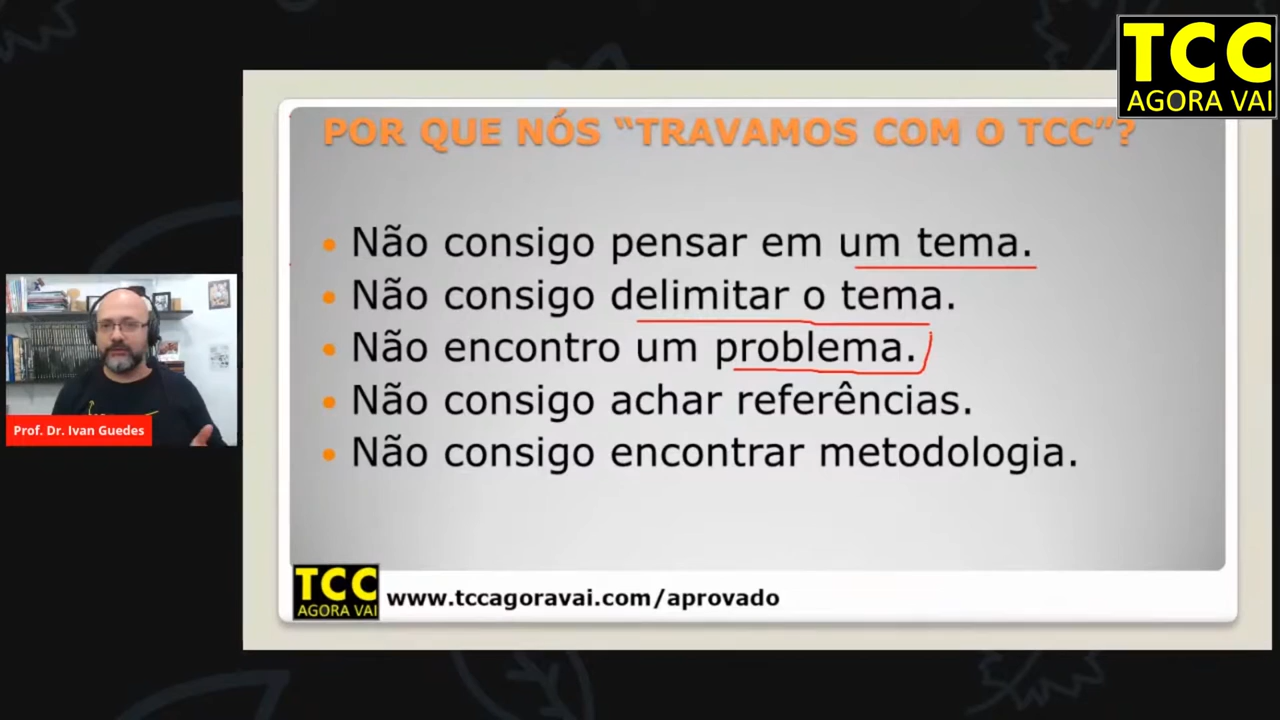 TCC
AGORA VAI
POR QUE NÓS “TRAVAMOS COM O TCC”?
Não consigo pensar em um tema.
Não consigo delimitar o tema.
Não encontro um problema.
Não consigo achar referências.
Não consigo encontrar metodologia.
Prof. Dr. Ivan Guedes
TCC
AGORA VAI
www.tccagoravai.com/aprovado